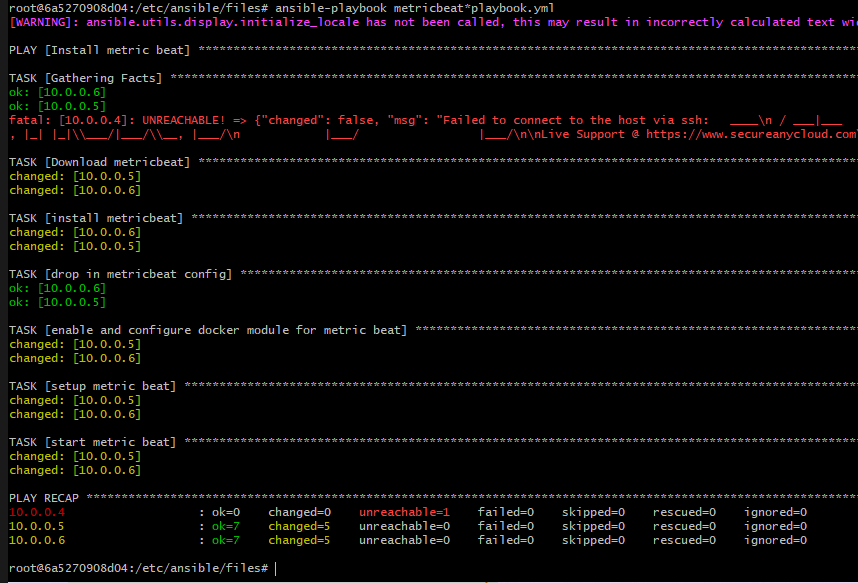 root@6a5270908d04:/etc/ansible/files# ansible-playbook metricbeat*playbook.yml
[WARNING]: ansible.utils.display.initialize_locale has not been called, this may result in incorrectly calculated text wi
PLAY [Install metric beat] **********************************************************************************************
TASK [Gathering Facts] **************************************************************************************************
ok: [10.0.0.6]
ok: [10.0.0.5]
fatal: [10.0.0.4]: UNREACHABLE! => {"changed": false, "msg": "Failed to connect to the host via ssh:   ____\n / ___|___
, |_| |_|\\___/|___/\\__, |___/\n            |___/                 |___/\n\nLive Support @ https://www.secureanycloud.com
TASK [Download metricbeat] **********************************************************************************************
changed: [10.0.0.5]
changed: [10.0.0.6]
TASK [install metricbeat] ***********************************************************************************************
changed: [10.0.0.6]
changed: [10.0.0.5]
TASK [drop in metricbeat config] ****************************************************************************************
ok: [10.0.0.6]
ok: [10.0.0.5]
TASK [enable and configure docker module for metric beat] ***************************************************************
changed: [10.0.0.5]
changed: [10.0.0.6]
TASK [setup metric beat] ************************************************************************************************
changed: [10.0.0.5]
changed: [10.0.0.6]
TASK [start metric beat] ************************************************************************************************
changed: [10.0.0.5]
changed: [10.0.0.6]
PLAY RECAP **************************************************************************************************************
10.0.0.4                   : ok=0    changed=0    unreachable=1    failed=0    skipped=0    rescued=0    ignored=0
10.0.0.5                   : ok=7    changed=5    unreachable=0    failed=0    skipped=0    rescued=0    ignored=0
10.0.0.6                   : ok=7    changed=5    unreachable=0    failed=0    skipped=0    rescued=0    ignored=0
root@6a5270908d04:/etc/ansible/files#